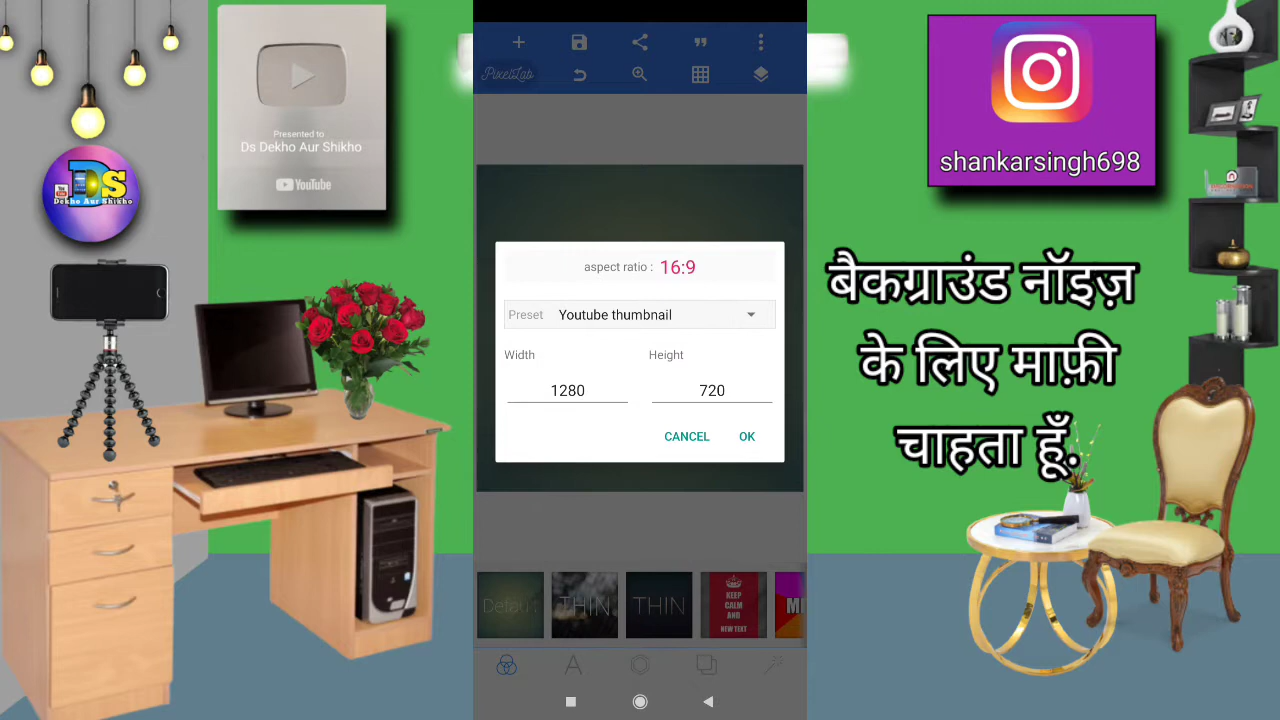 Presented to
Ds Dekho Aur Shikho
YouTube
Ds
Dekho Aur Shikho
PixelLab
aspect ratio : 16:9
Preset Youtube thumbnail
Width Height
1280 720
CANCEL OK
THIN
THIN
KEEP
CALM
AND
NEW TEXT
shankarsingh698
बैकग्राउंड नॉइज़
के लिए माफ़ी
चाहता हूँ.